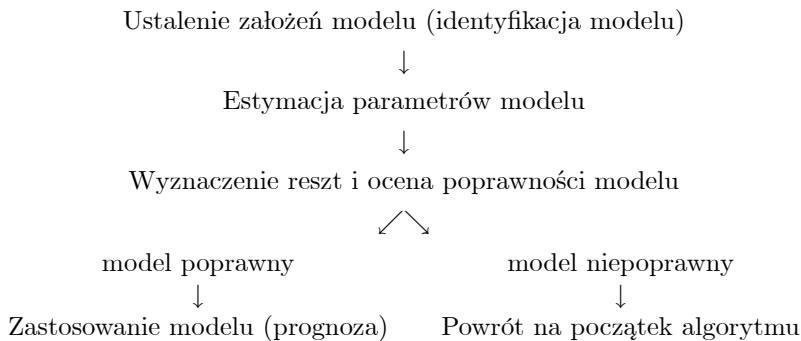 Ustalenie założeń modelu (identyfikacja modelu)
↓
Estymacja parametrów modelu
↓
Wyznaczenie reszt i ocena poprawności modelu
↙↘
model poprawny model niepoprawny
↓ ↓
Zastosowanie modelu (prognoza) Powrót na początek algorytmu